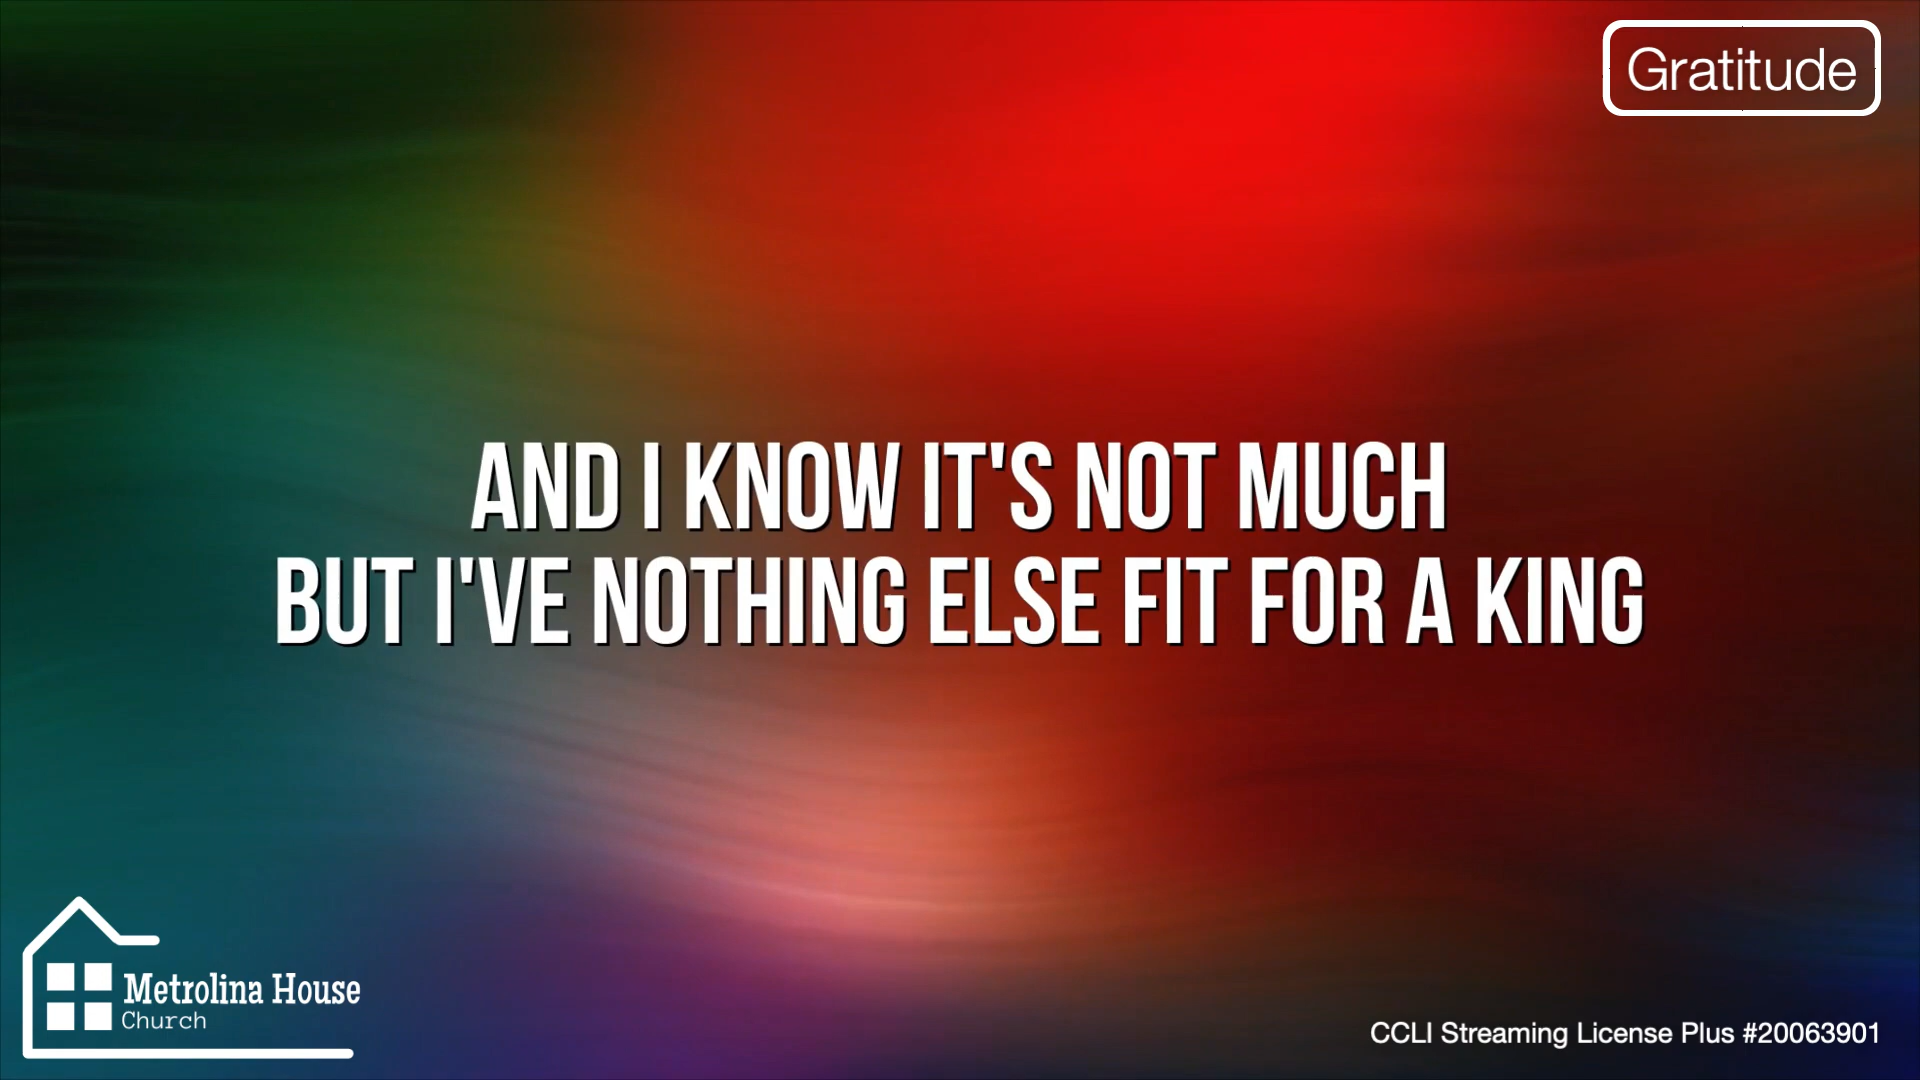 Gratitude
AND I KNOW IT'S NOT MUCH
BUT I'VE NOTHING ELSE FIT FOR A KING
Metrolina House
Church
CCLI Streaming License Plus #20063901